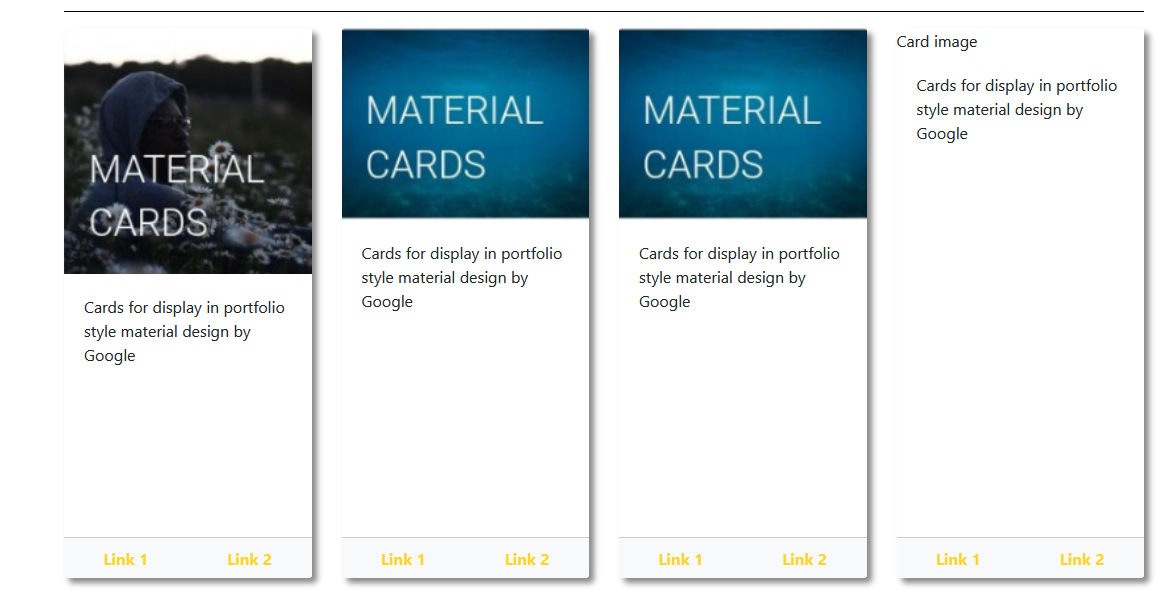 MATERIAL
CARDS
Cards for display in portfolio
style material design by
Google
Link 1 Link 2
MATERIAL
CARDS
Cards for display in portfolio
style material design by
Google
Link 1 Link 2
MATERIAL
CARDS
Cards for display in portfolio
style material design by
Google
Link 1 Link 2
Card image
Cards for display in portfolio
style material design by
Google
Link 1 Link 2